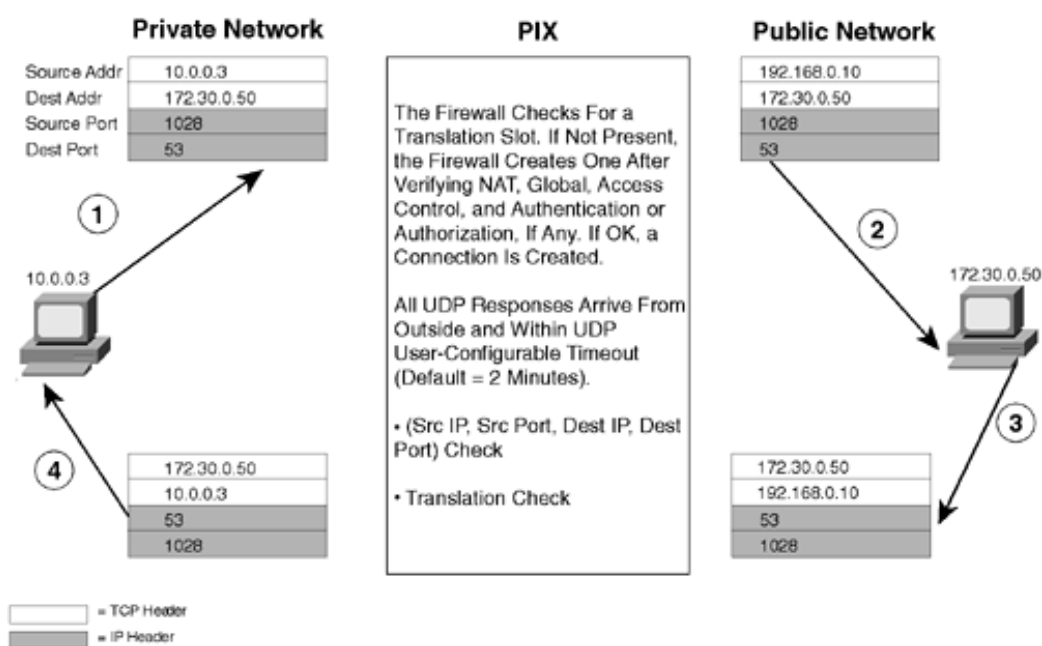 Private Network
PIX
Public Network
Source Addr 10.0.0.3
Dest Addr 172.30.0.50
Source Port 1028
Dest Port 53
192.168.0.10
172.30.0.50
1028
53
The Firewall Checks For a
Translation Slot. If Not Present,
the Firewall Creates One After
Verifying NAT, Global, Access
Control, and Authentication or
Authorization, If Any. If OK, a
Connection Is Created.
All UDP Responses Arrive From
Outside and Within UDP
User-Configurable Timeout
(Default = 2 Minutes).
• (Src IP, Src Port, Dest IP, Dest
Port) Check
• Translation Check
1
2
10.0.0.3
172.30.0.50
3
4
172.30.0.50
10.0.0.3
53
1028
172.30.0.50
192.168.0.10
53
1028
= TCP Header
= IP Header